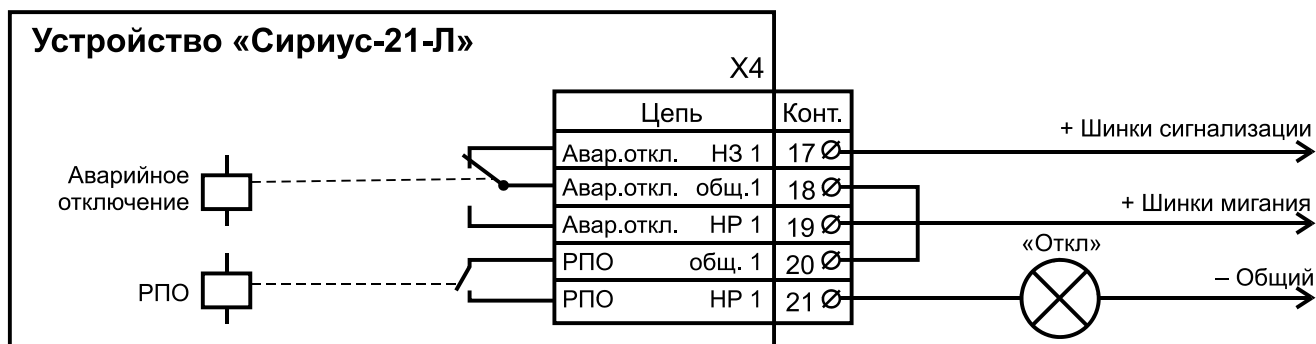 Устройство «Сириус-21-Л»
Х4
Цепь Конт.
Авар.откл. НЗ 1 17
Авар.откл. общ.1 18
Авар.откл. НР 1 19
РПО общ. 1 20
РПО НР 1 21
Аварийное
отключение
РПО
+ Шинки сигнализации
+ Шинки мигания
«Откл»
– Общий